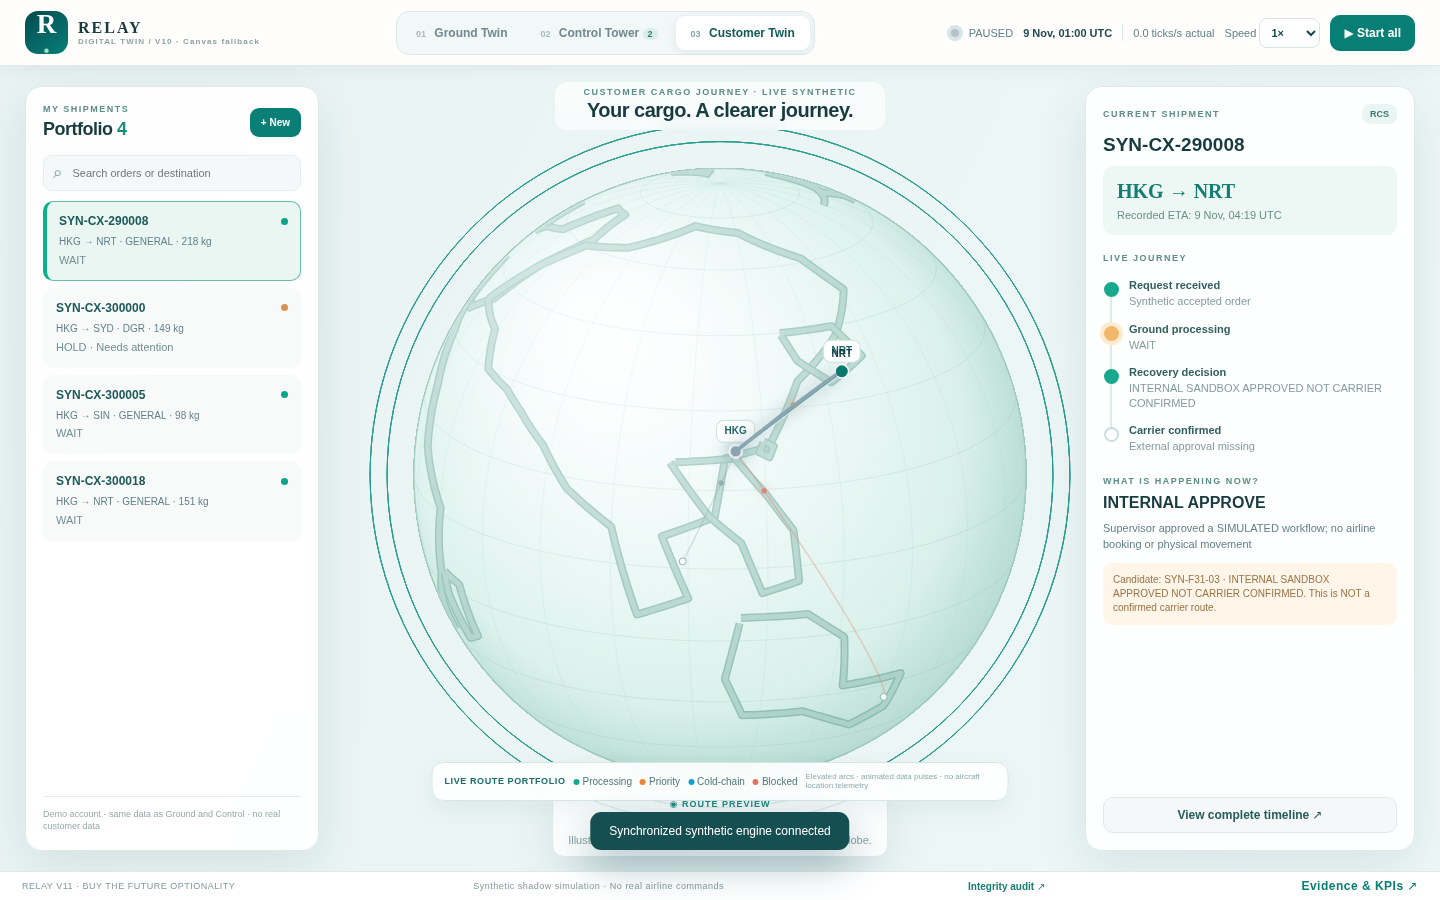 R
RELAY
DIGITAL TWIN / V10 · Canvas fallback
01 Ground Twin
02 Control Tower 2
03 Customer Twin
PAUSED 9 Nov, 01:00 UTC
0.0 ticks/s actual
Speed 1×
▶ Start all
MY SHIPMENTS
Portfolio 4
+ New
Search orders or destination
SYN-CX-290008
HKG → NRT · GENERAL · 218 kg
WAIT
SYN-CX-300000
HKG → SYD · DGR · 149 kg
HOLD · Needs attention
SYN-CX-300005
HKG → SIN · GENERAL · 98 kg
WAIT
SYN-CX-300018
HKG → NRT · GENERAL · 151 kg
WAIT
Demo account · same data as Ground and Control · no real
customer data
CUSTOMER CARGO JOURNEY · LIVE SYNTHETIC
Your cargo. A clearer journey.
NRT
NRT
HKG
LIVE ROUTE PORTFOLIO
Processing
Priority
Cold-chain
Blocked
Elevated arcs · animated data pulses · no aircraft
location telemetry
◉ ROUTE PREVIEW
Synchronized synthetic engine connected
CURRENT SHIPMENT
RCS
SYN-CX-290008
HKG → NRT
Recorded ETA: 9 Nov, 04:19 UTC
LIVE JOURNEY
Request received
Synthetic accepted order
Ground processing
WAIT
Recovery decision
INTERNAL SANDBOX APPROVED NOT CARRIER
CONFIRMED
Carrier confirmed
External approval missing
WHAT IS HAPPENING NOW?
INTERNAL APPROVE
Supervisor approved a SIMULATED workflow; no airline
booking or physical movement
Candidate: SYN-F31-03 · INTERNAL SANDBOX
APPROVED NOT CARRIER CONFIRMED. This is NOT a
confirmed carrier route.
View complete timeline ↗
RELAY V11 · BUY THE FUTURE OPTIONALITY
Synthetic shadow simulation · No real airline commands
Integrity audit ↗
Evidence & KPIs ↗